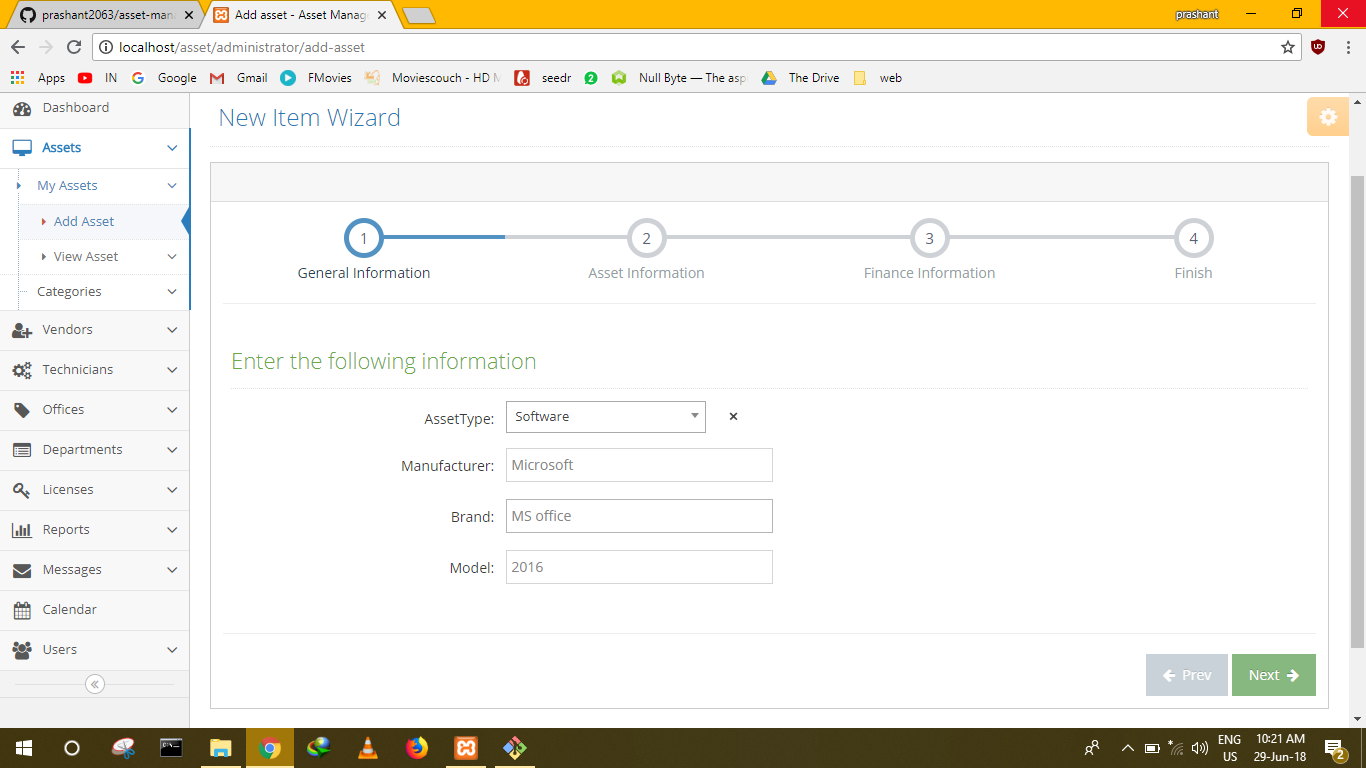 prashant2063/asset-man
Add asset - Asset Manag
prashant
localhost/asset/administrator/add-asset
Apps IN Google Gmail FMovies Moviescouch - HD M seedr 2 Null Byte — The asp The Drive web
Dashboard
Assets
My Assets
Add Asset
View Asset
Categories
Vendors
Technicians
Offices
Departments
Licenses
Reports
Messages
Calendar
Users
New Item Wizard
1 2 3 4
General Information Asset Information Finance Information Finish
Enter the following information
AssetType: Software
Manufacturer: Microsoft
Brand: MS office
Model: 2016
Prev Next
ENG 10:21 AM
US 29-Jun-18 2